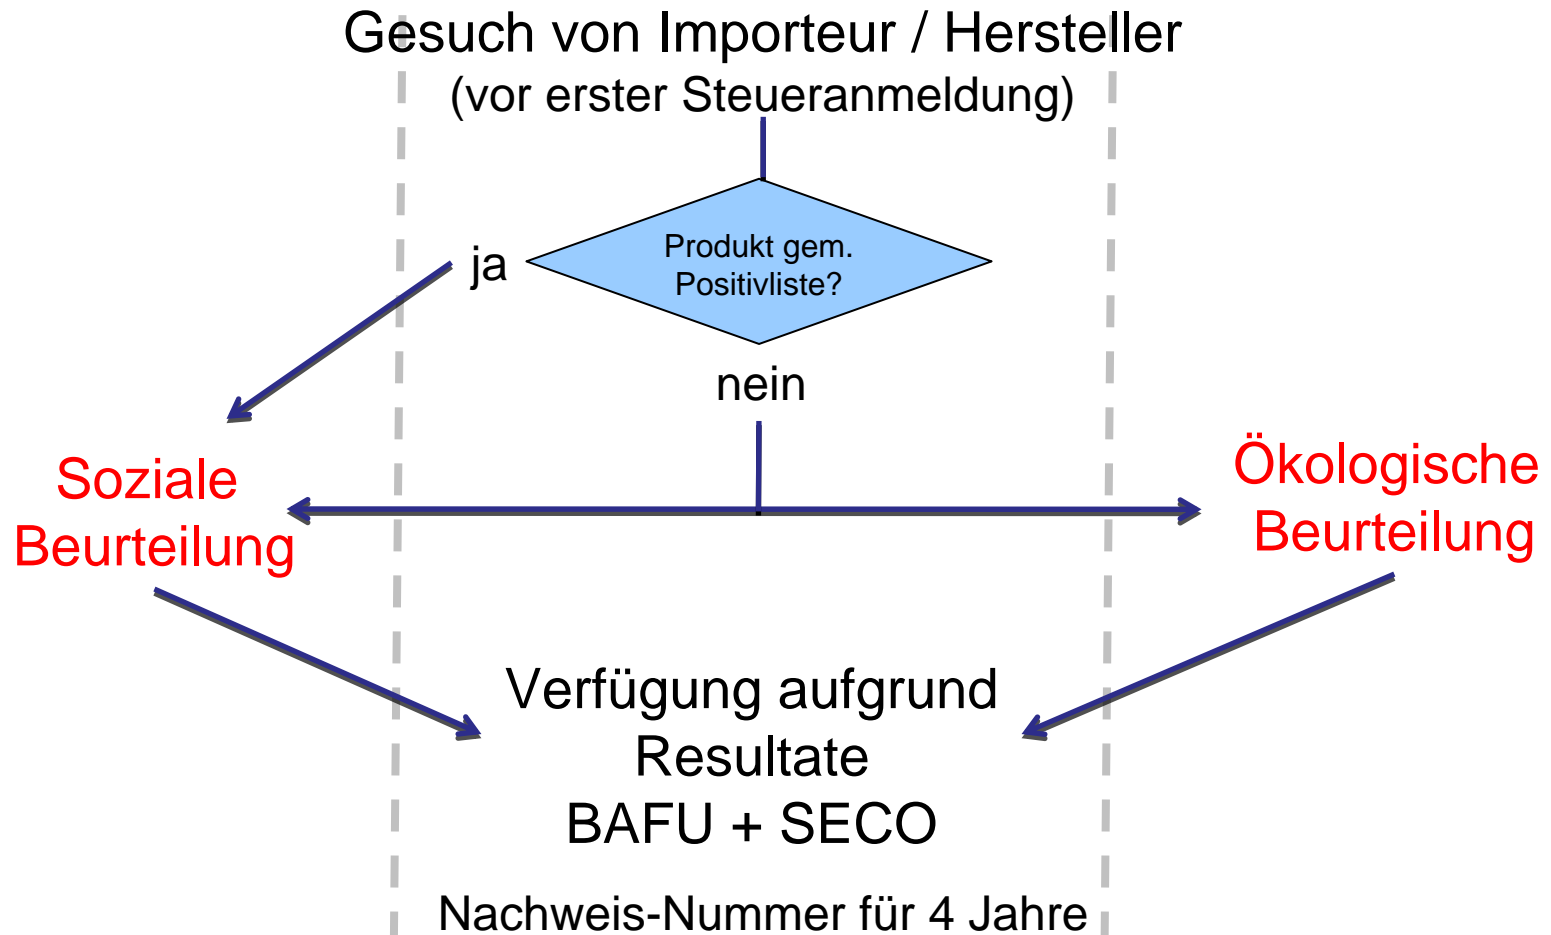 Gesuch von Importeur / Hersteller
(vor erster Steueranmeldung)
Produkt gem.
Positivliste?
ja
nein
Soziale
Beurteilung
Ökologische
Beurteilung
Verfügung aufgrund
Resultate
BAFU + SECO
Nachweis-Nummer für 4 Jahre